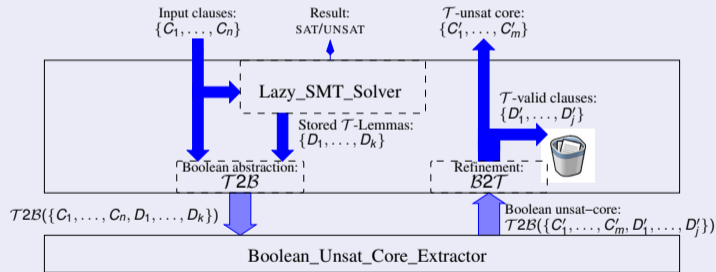 Input clauses:
{C₁, . . . , Cₙ}
Result:
SAT/UNSAT
𝒯-unsat core:
{C′₁, . . . , C′ₘ}
Lazy_SMT_Solver
𝒯-valid clauses:
{D′₁, . . . , D′ⱼ}
Stored 𝒯-Lemmas:
{D₁, . . . , Dₖ}
Boolean abstraction:
𝒯2ℬ
Refinement:
ℬ2𝒯
𝒯2ℬ({C₁, . . . , Cₙ, D₁, . . . , Dₖ})
Boolean unsat–core:
𝒯2ℬ({C′₁, . . . , C′ₘ, D′₁, . . . , D′ⱼ})
Boolean_Unsat_Core_Extractor